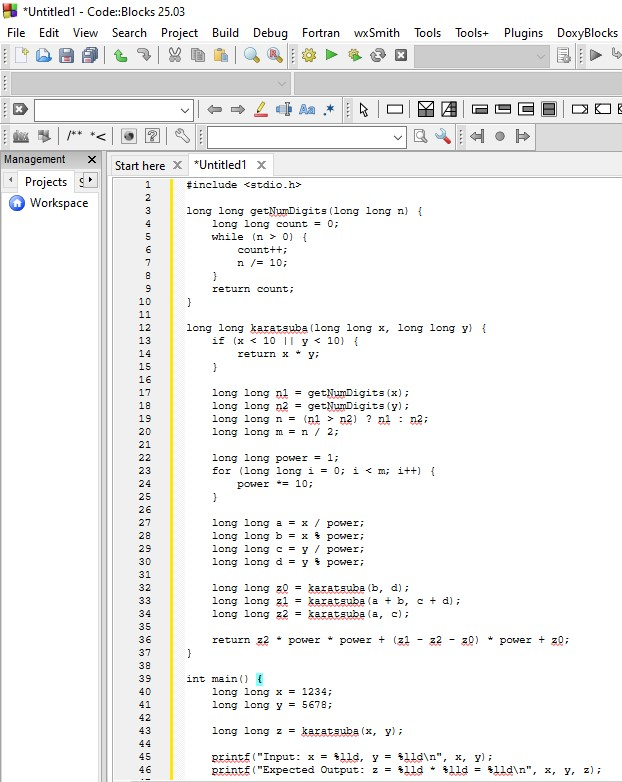 *Untitled1 - Code::Blocks 25.03
File Edit View Search Project Build Debug Fortran wxSmith Tools Tools+ Plugins DoxyBlocks
Aa .*
/** *<
Management
Start here *Untitled1
Projects S
Workspace
1 #include <stdio.h>
2
3 long long getNumDigits(long long n) {
4 long long count = 0;
5 while (n > 0) {
6 count++;
7 n /= 10;
8 }
9 return count;
10 }
11
12 long long karatsuba(long long x, long long y) {
13 if (x < 10 || y < 10) {
14 return x * y;
15 }
16
17 long long n1 = getNumDigits(x);
18 long long n2 = getNumDigits(y);
19 long long n = (n1 > n2) ? n1 : n2;
20 long long m = n / 2;
21
22 long long power = 1;
23 for (long long i = 0; i < m; i++) {
24 power *= 10;
25 }
26
27 long long a = x / power;
28 long long b = x % power;
29 long long c = y / power;
30 long long d = y % power;
31
32 long long z0 = karatsuba(b, d);
33 long long z1 = karatsuba(a + b, c + d);
34 long long z2 = karatsuba(a, c);
35
36 return z2 * power * power + (z1 - z2 - z0) * power + z0;
37 }
38
39 int main() {
40 long long x = 1234;
41 long long y = 5678;
42
43 long long z = karatsuba(x, y);
44
45 printf("Input: x = %lld, y = %lld\n", x, y);
46 printf("Expected Output: z = %lld * %lld = %lld\n", x, y, z);